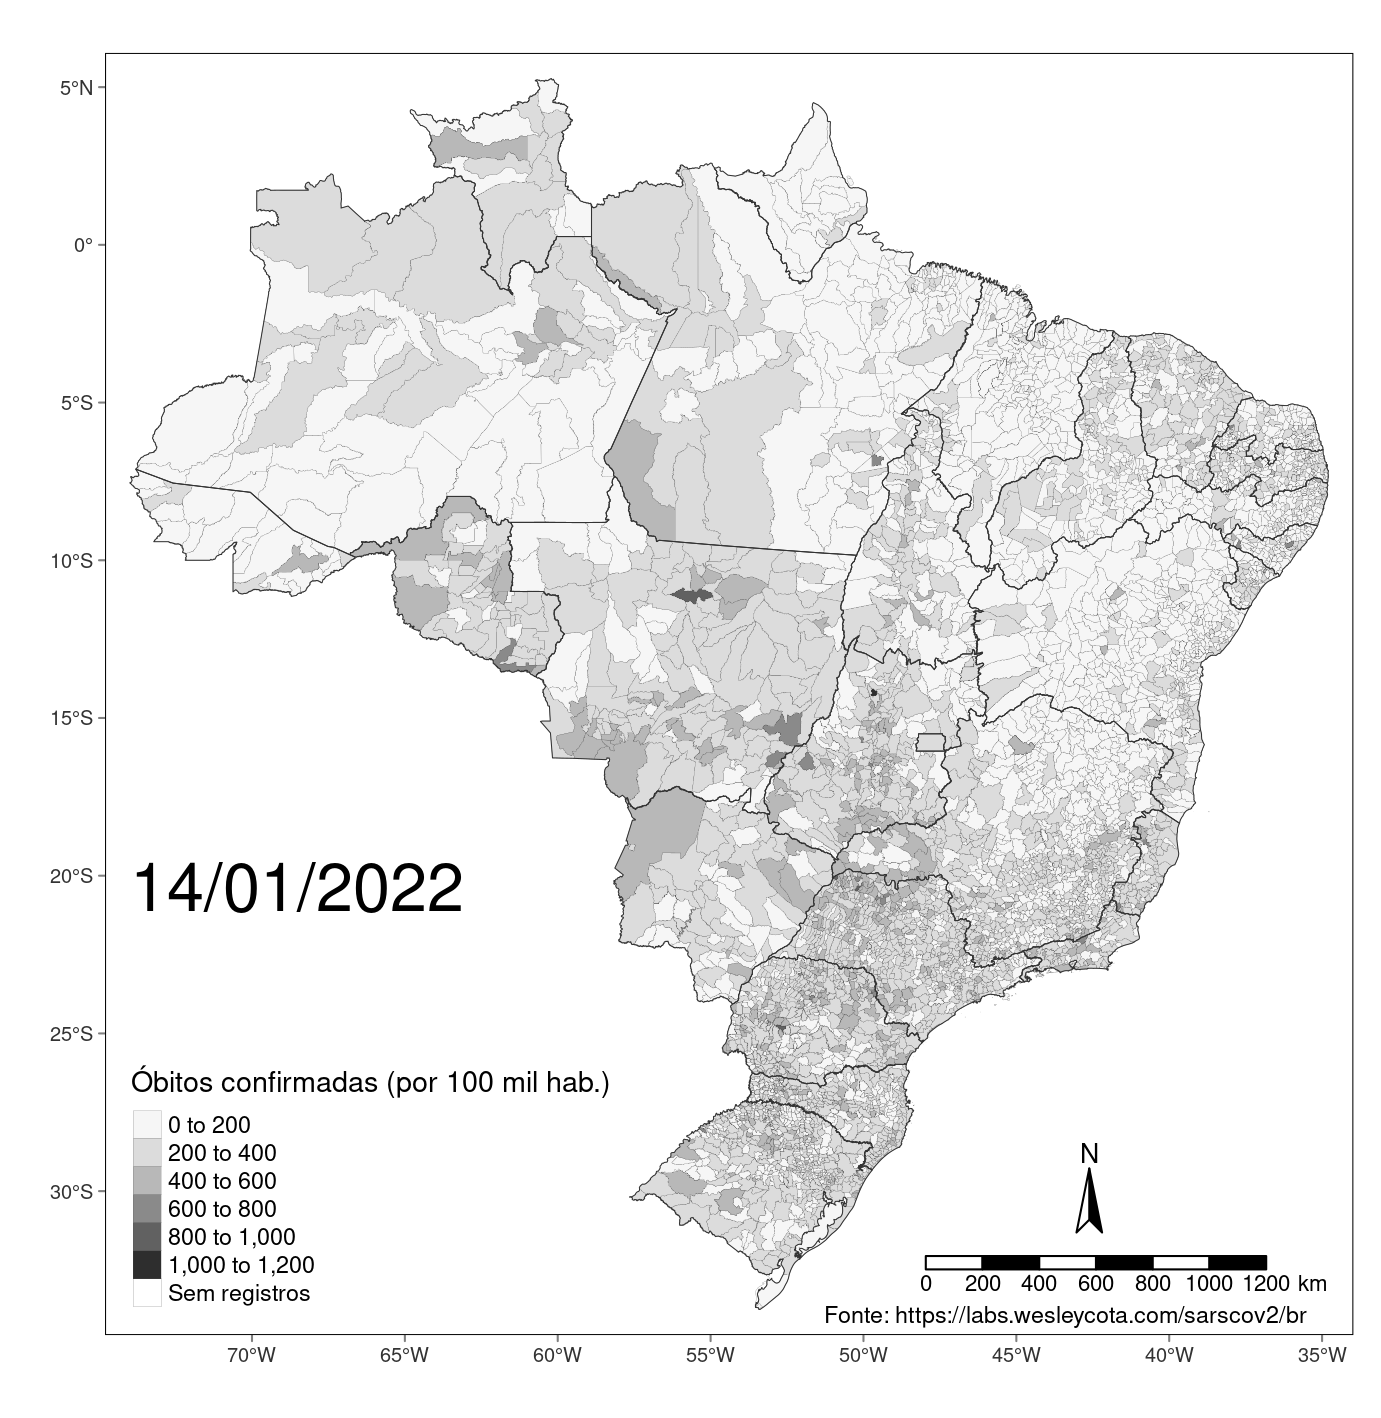 5°N
0°
5°S
10°S
15°S
20°S
25°S
30°S
14/01/2022
Óbitos confirmadas (por 100 mil hab.)
0 to 200
200 to 400
400 to 600
600 to 800
800 to 1,000
1,000 to 1,200
Sem registros
N
0 200 400 600 800 1000 1200 km
Fonte: https://labs.wesleycota.com/sarscov2/br
70°W 65°W 60°W 55°W 50°W 45°W 40°W 35°W